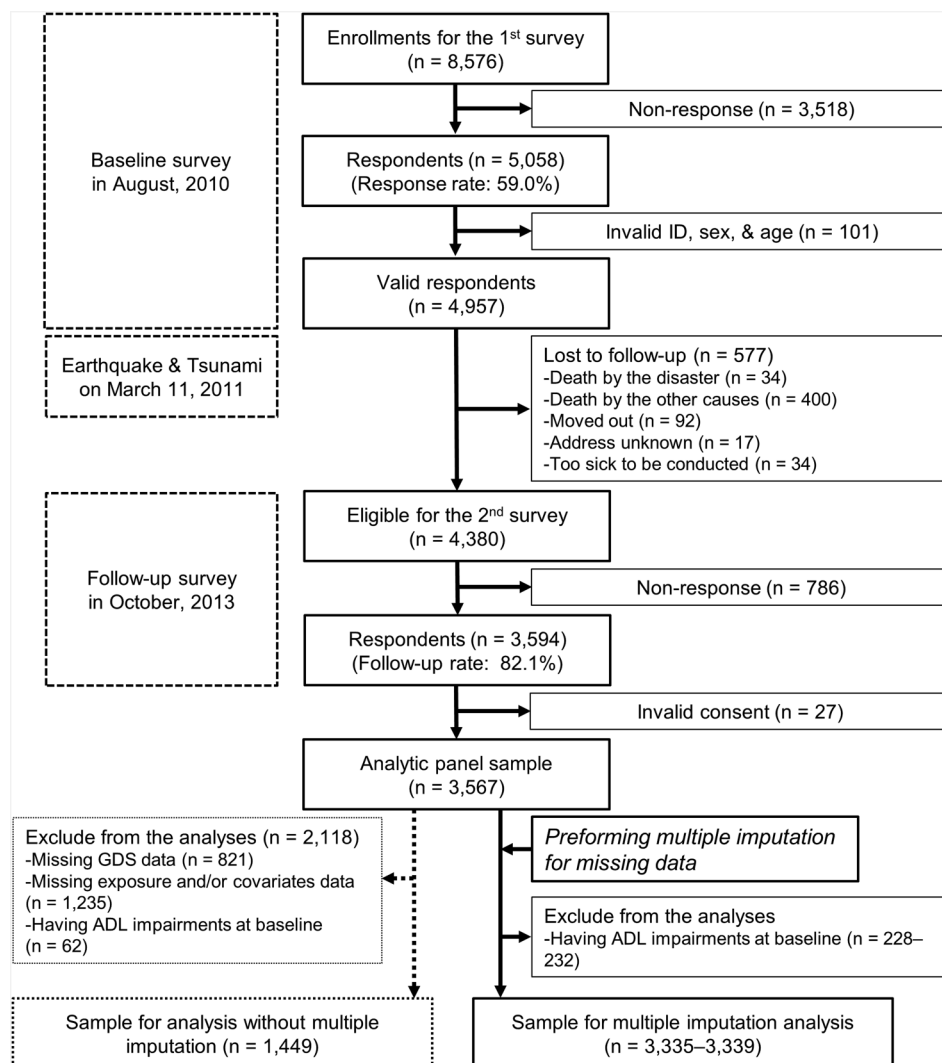 Enrollments for the 1st survey
(n = 8,576)
Non-response (n = 3,518)
Baseline survey
in August, 2010
Respondents (n = 5,058)
(Response rate: 59.0%)
Invalid ID, sex, & age (n = 101)
Valid respondents
(n = 4,957)
Earthquake & Tsunami
on March 11, 2011
Lost to follow-up (n = 577)
-Death by the disaster (n = 34)
-Death by the other causes (n = 400)
-Moved out (n = 92)
-Address unknown (n = 17)
-Too sick to be conducted (n = 34)
Eligible for the 2nd survey
(n = 4,380)
Follow-up survey
in October, 2013
Non-response (n = 786)
Respondents (n = 3,594)
(Follow-up rate: 82.1%)
Invalid consent (n = 27)
Analytic panel sample
(n = 3,567)
Exclude from the analyses (n = 2,118)
-Missing GDS data (n = 821)
-Missing exposure and/or covariates data
(n = 1,235)
-Having ADL impairments at baseline
(n = 62)
Preforming multiple imputation
for missing data
Exclude from the analyses
-Having ADL impairments at baseline (n = 228–
232)
Sample for analysis without multiple
imputation (n = 1,449)
Sample for multiple imputation analysis
(n = 3,335–3,339)